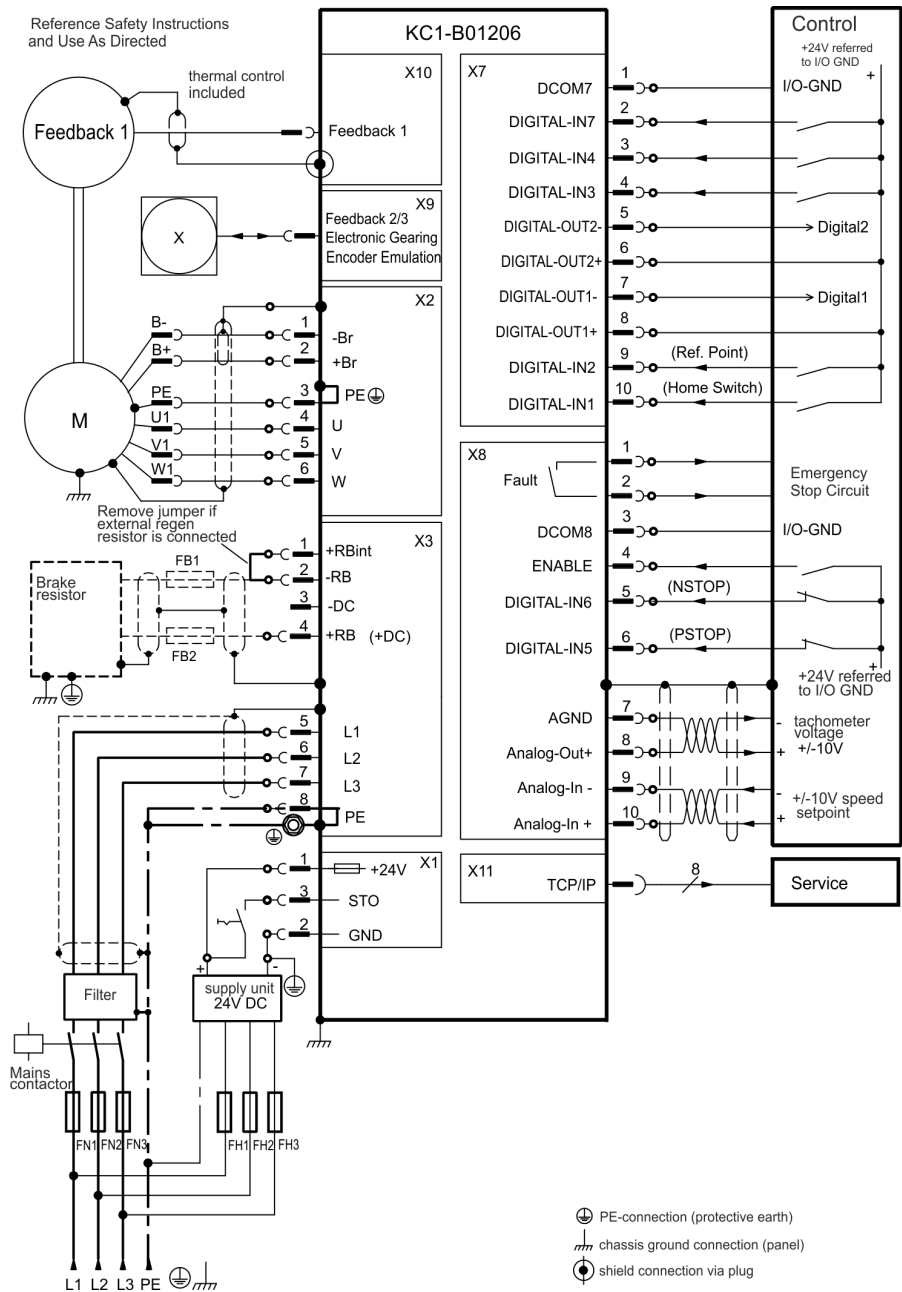 Reference Safety Instructions
and Use As Directed
KC1-B01206
Control
+24V referred
to I/O GND
+
thermal control
included
Feedback 1
X10
Feedback 1
X9
Feedback 2/3
Electronic Gearing
Encoder Emulation
X
X2
B-
1
-Br
B+
2
+Br
PE
3
PE
U1
4
U
V1
5
V
W1
6
W
M
Remove jumper if
external regen
resistor is connected
X3
1
+RBint
2
-RB
3
-DC
4
+RB (+DC)
FB1
FB2
Brake
resistor
5
L1
6
L2
7
L3
8
PE
X1
1
+24V
3
STO
2
GND
+
-
supply unit
24V DC
Filter
Mains
contactor
FN1 FN2 FN3
FH1 FH2 FH3
L1 L2 L3 PE
X7
DCOM7
1
I/O-GND
DIGITAL-IN7
2
DIGITAL-IN4
3
DIGITAL-IN3
4
DIGITAL-OUT2-
5
Digital2
DIGITAL-OUT2+
6
DIGITAL-OUT1-
7
Digital1
DIGITAL-OUT1+
8
DIGITAL-IN2
9
(Ref. Point)
DIGITAL-IN1
10
(Home Switch)
X8
Fault
1
2
Emergency
Stop Circuit
DCOM8
3
I/O-GND
ENABLE
4
DIGITAL-IN6
5
(NSTOP)
DIGITAL-IN5
6
(PSTOP)
+
+24V referred
to I/O GND
AGND
7
-
tachometer
voltage
Analog-Out+
8
+ +/-10V
Analog-In -
9
-
+/-10V speed
setpoint
Analog-In +
10
+
X11
TCP/IP
8
Service
PE-connection (protective earth)
chassis ground connection (panel)
shield connection via plug